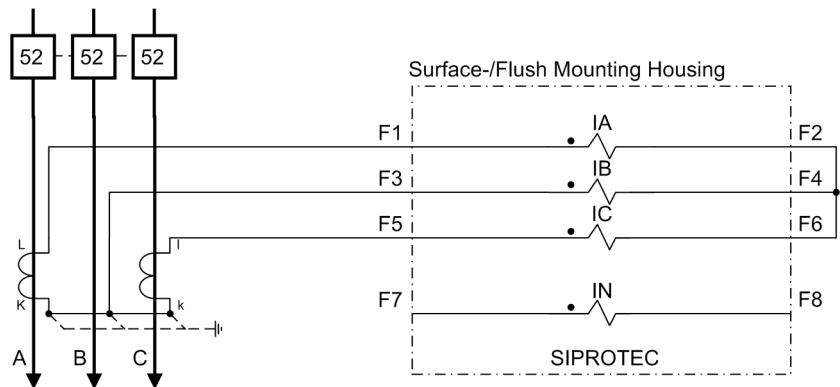 52 52 52
Surface-/Flush Mounting Housing
F1 IA F2
F3 IB F4
F5 IC F6
L l
K k
F7 IN F8
A B C SIPROTEC